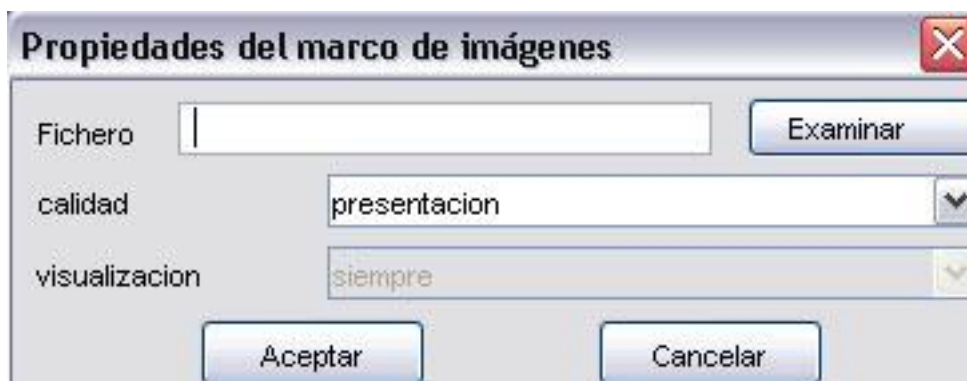 Propiedades del marco de imágenes
Fichero Examinar
calidad presentacion
visualizacion siempre
Aceptar Cancelar